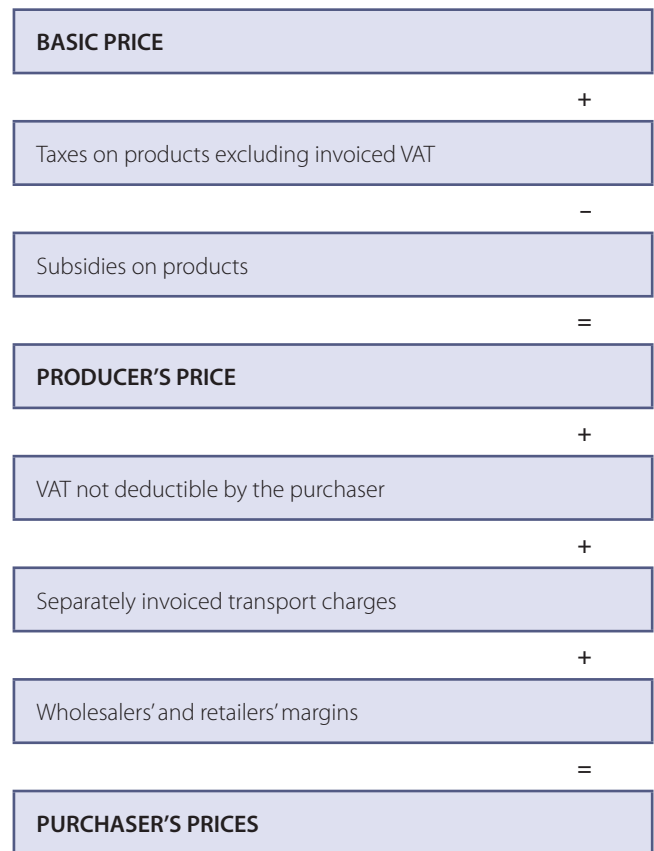 BASIC PRICE
+
Taxes on products excluding invoiced VAT
–
Subsidies on products
=
PRODUCER’S PRICE
+
VAT not deductible by the purchaser
+
Separately invoiced transport charges
+
Wholesalers’ and retailers’ margins
=
PURCHASER’S PRICES